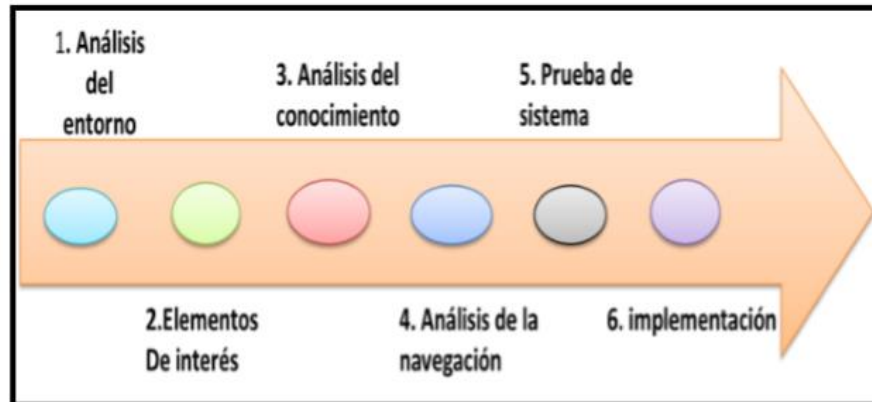 1. Análisis
del
entorno
2.Elementos
De interés
3. Análisis del
conocimiento
4. Análisis de la
navegación
5. Prueba de
sistema
6. implementación